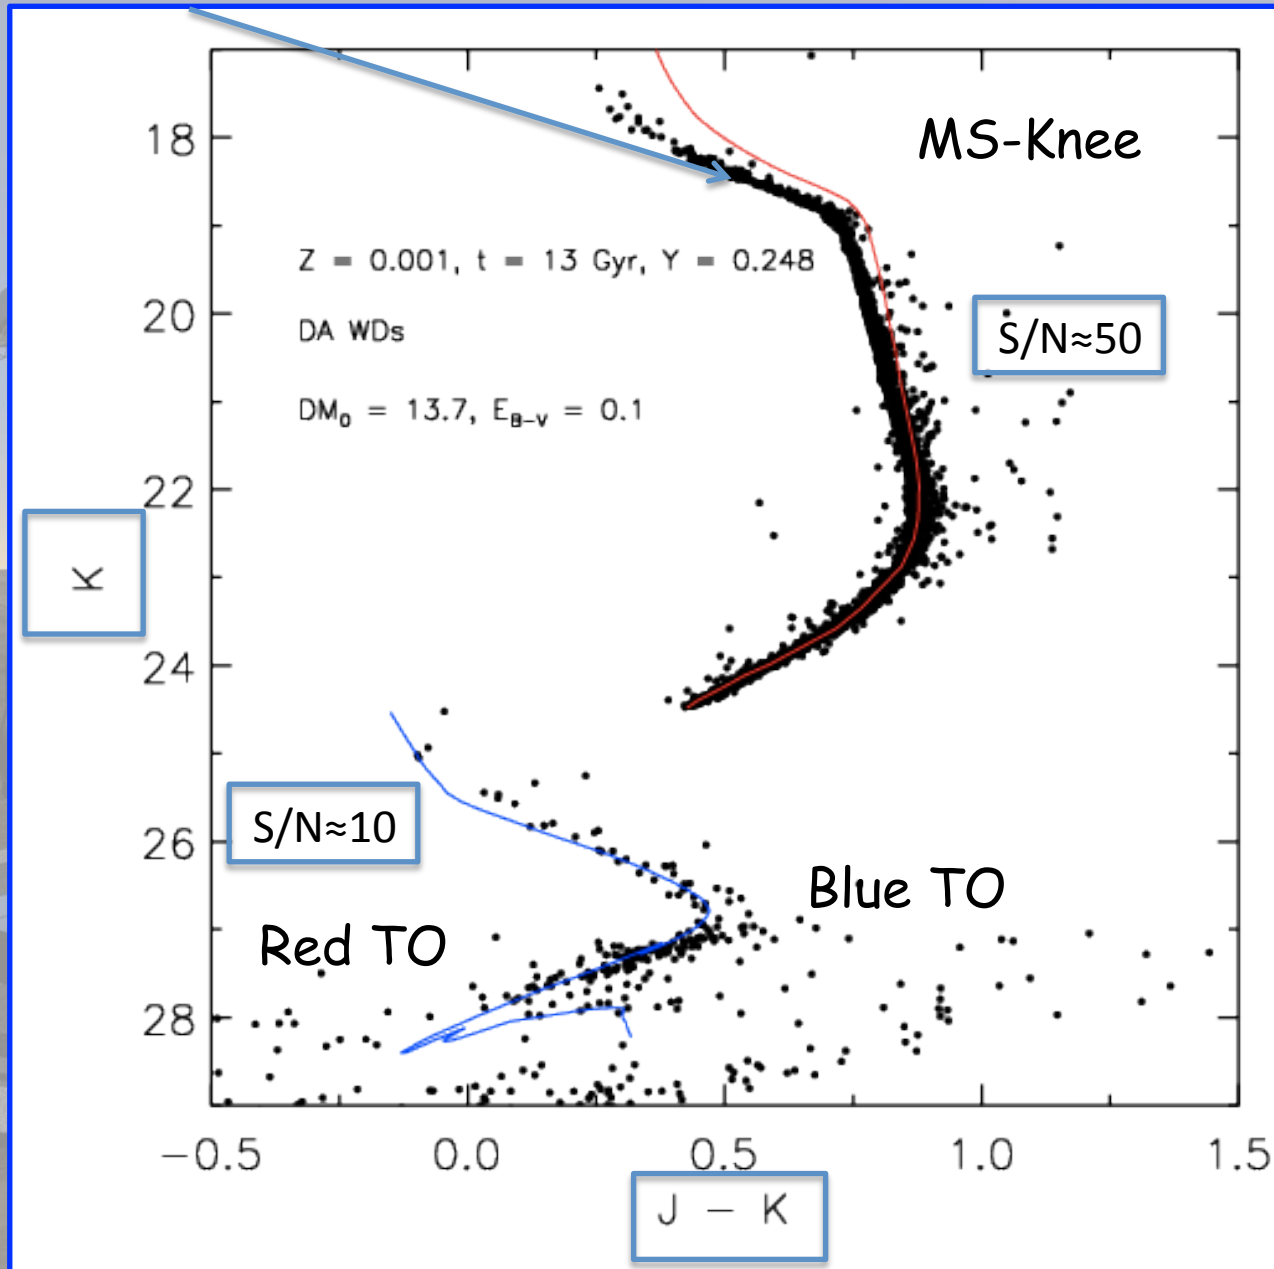 MS-Knee
18
Z = 0.001, t = 13 Gyr, Y = 0.248
20
DA WDs
S/N≈50
DM₀ = 13.7, E_B-V = 0.1
22
K
24
S/N≈10
26
Blue TO
Red TO
28
−0.5 0.0 0.5 1.0 1.5
J − K